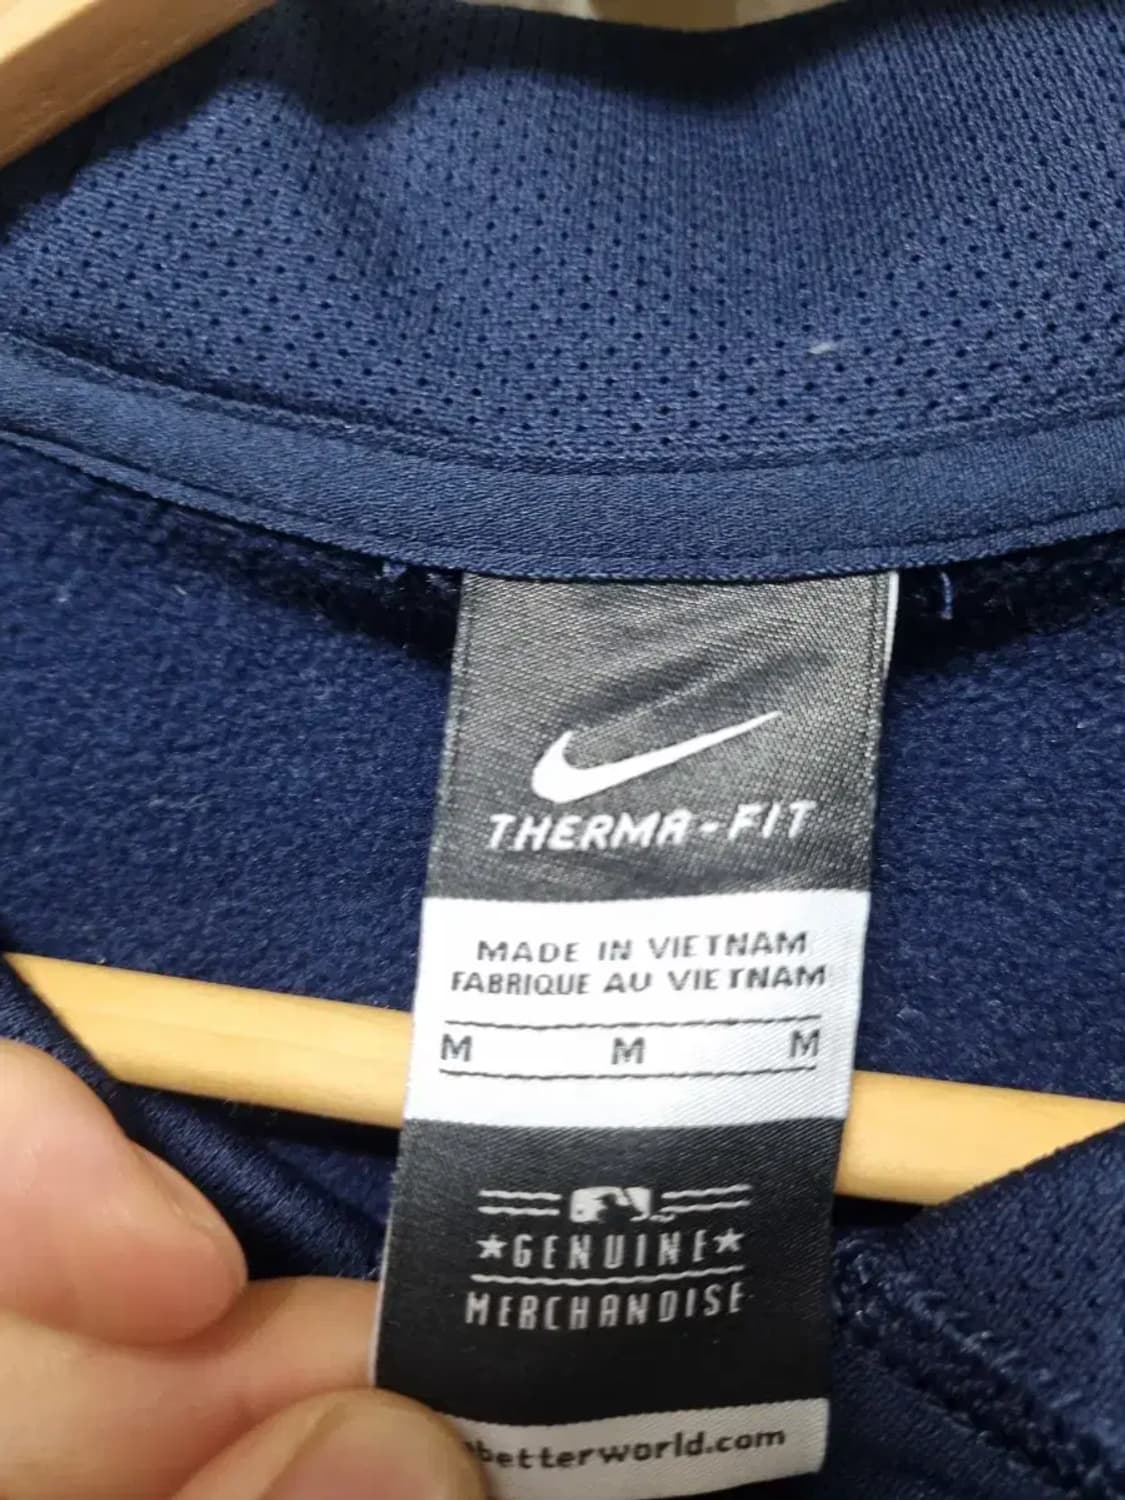 THERMA-FIT
MADE IN VIETNAM
FABRIQUE AU VIETNAM
M M M
GENUINE
MERCHANDISE
betterworld.com